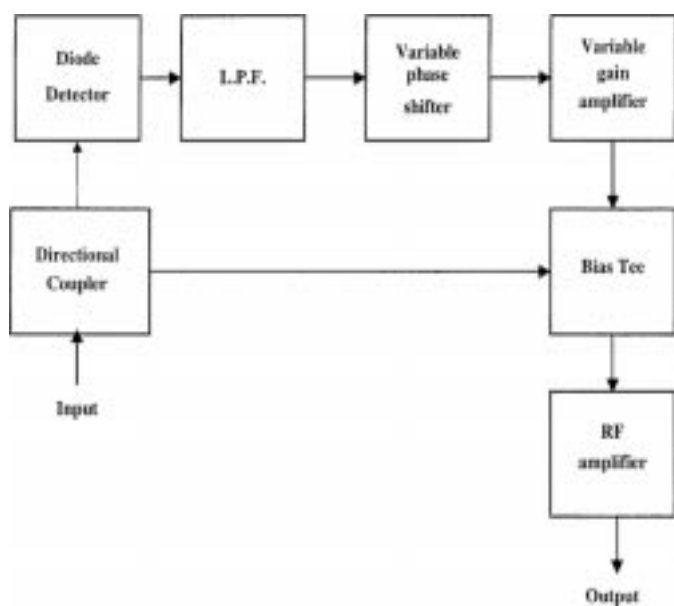 Diode
Detector
L.P.F.
Variable
phase
shifter
Variable
gain
amplifier
Directional
Coupler
Bias Tee
Input
RF
amplifier
Output